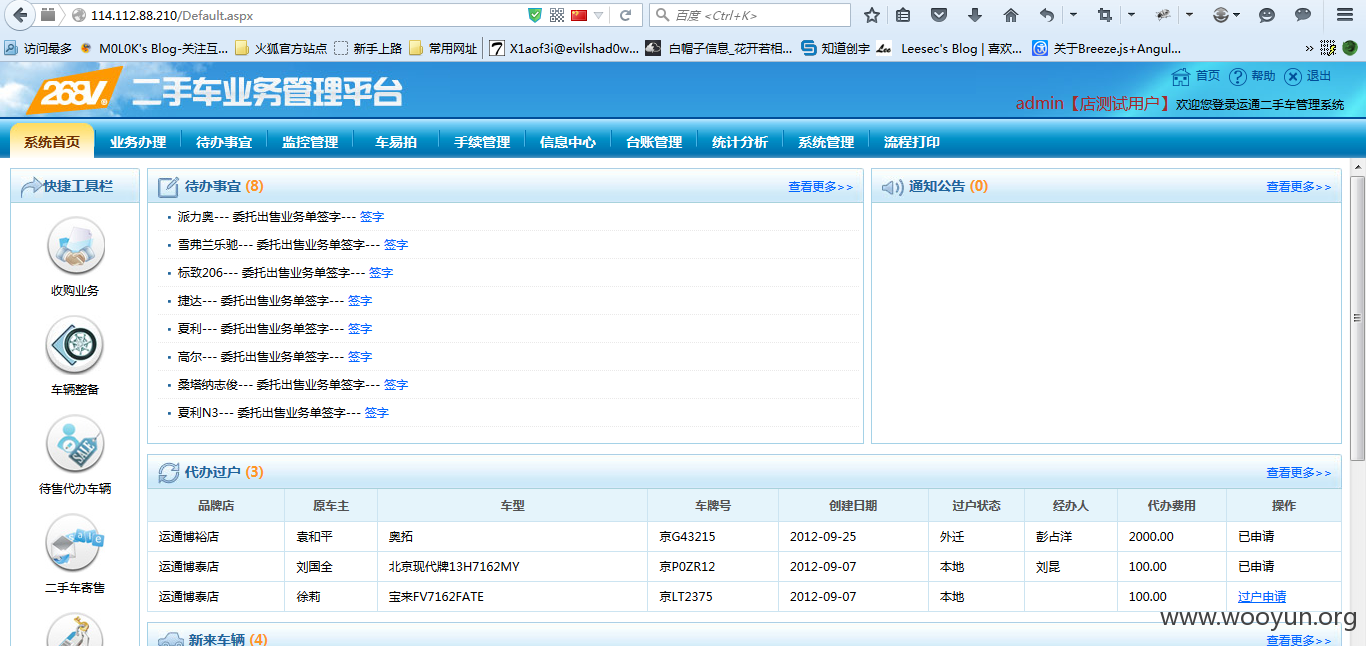 114.112.88.210/Default.aspx
百度 <Ctrl+K>
访问最多 M0L0K's Blog-关注互... 火狐官方站点 新手上路 常用网址 X1aof3i@evilshad0w... 白帽子信息_花开若相... 知道创宇 Leesec's Blog | 喜欢... 关于Breeze.js+Angul... »
268V® 二手车业务管理平台
首页 帮助 退出
admin【店测试用户】欢迎您登录运通二手车管理系统
系统首页 业务办理 待办事宜 监控管理 车易拍 手续管理 信息中心 台账管理 统计分析 系统管理 流程打印
快捷工具栏
收购业务
车辆整备
待售代办车辆
二手车寄售
待办事宜 (8) 查看更多>>
派力奥--- 委托出售业务单签字--- 签字
雪弗兰乐驰--- 委托出售业务单签字--- 签字
标致206--- 委托出售业务单签字--- 签字
捷达--- 委托出售业务单签字--- 签字
夏利--- 委托出售业务单签字--- 签字
高尔--- 委托出售业务单签字--- 签字
桑塔纳志俊--- 委托出售业务单签字--- 签字
夏利N3--- 委托出售业务单签字--- 签字
通知公告 (0) 查看更多>>
代办过户 (3) 查看更多>>
品牌店 原车主 车型 车牌号 创建日期 过户状态 经办人 代办费用 操作
运通博裕店 袁和平 奥拓 京G43215 2012-09-25 外迁 彭占洋 2000.00 已申请
运通博泰店 刘国全 北京现代牌13H7162MY 京P0ZR12 2012-09-07 本地 刘昆 100.00 已申请
运通博泰店 徐莉 宝来FV7162FATE 京LT2375 2012-09-07 本地 100.00 过户申请
新来车辆 (4) 查看更多>>
www.wooyun.org